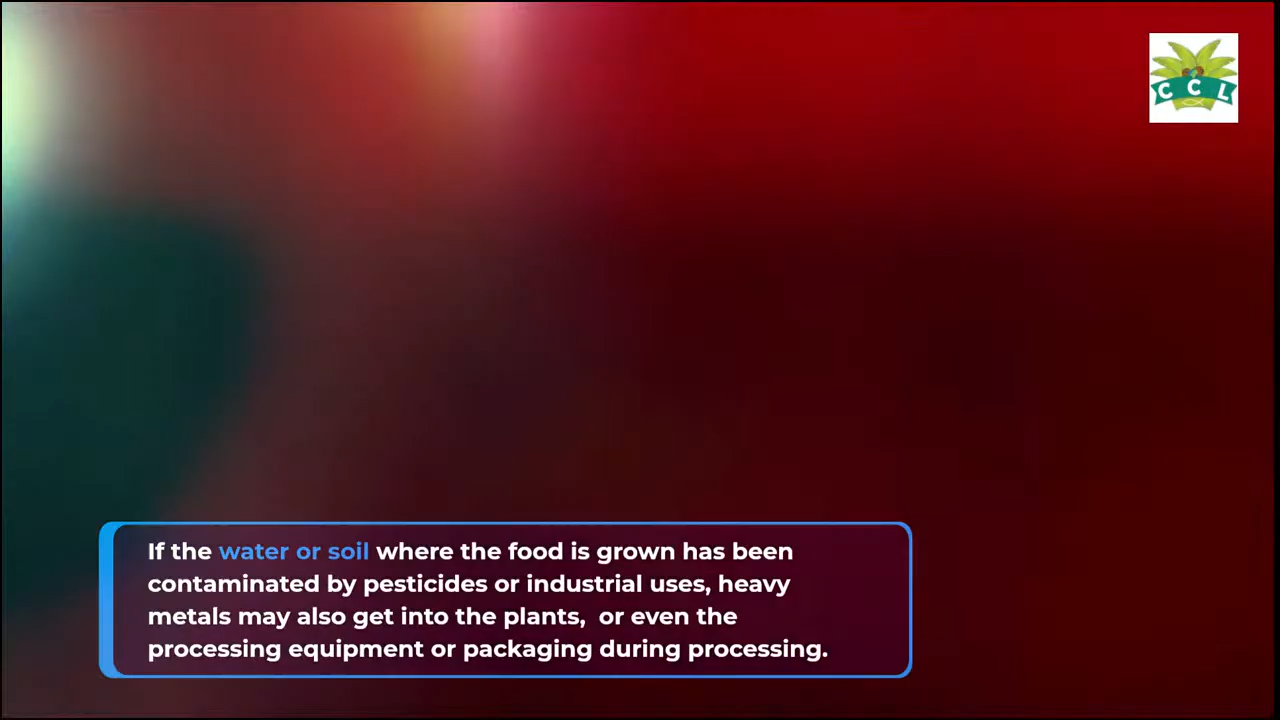 CCL
If the water or soil where the food is grown has been
contaminated by pesticides or industrial uses, heavy
metals may also get into the plants,  or even the
processing equipment or packaging during processing.